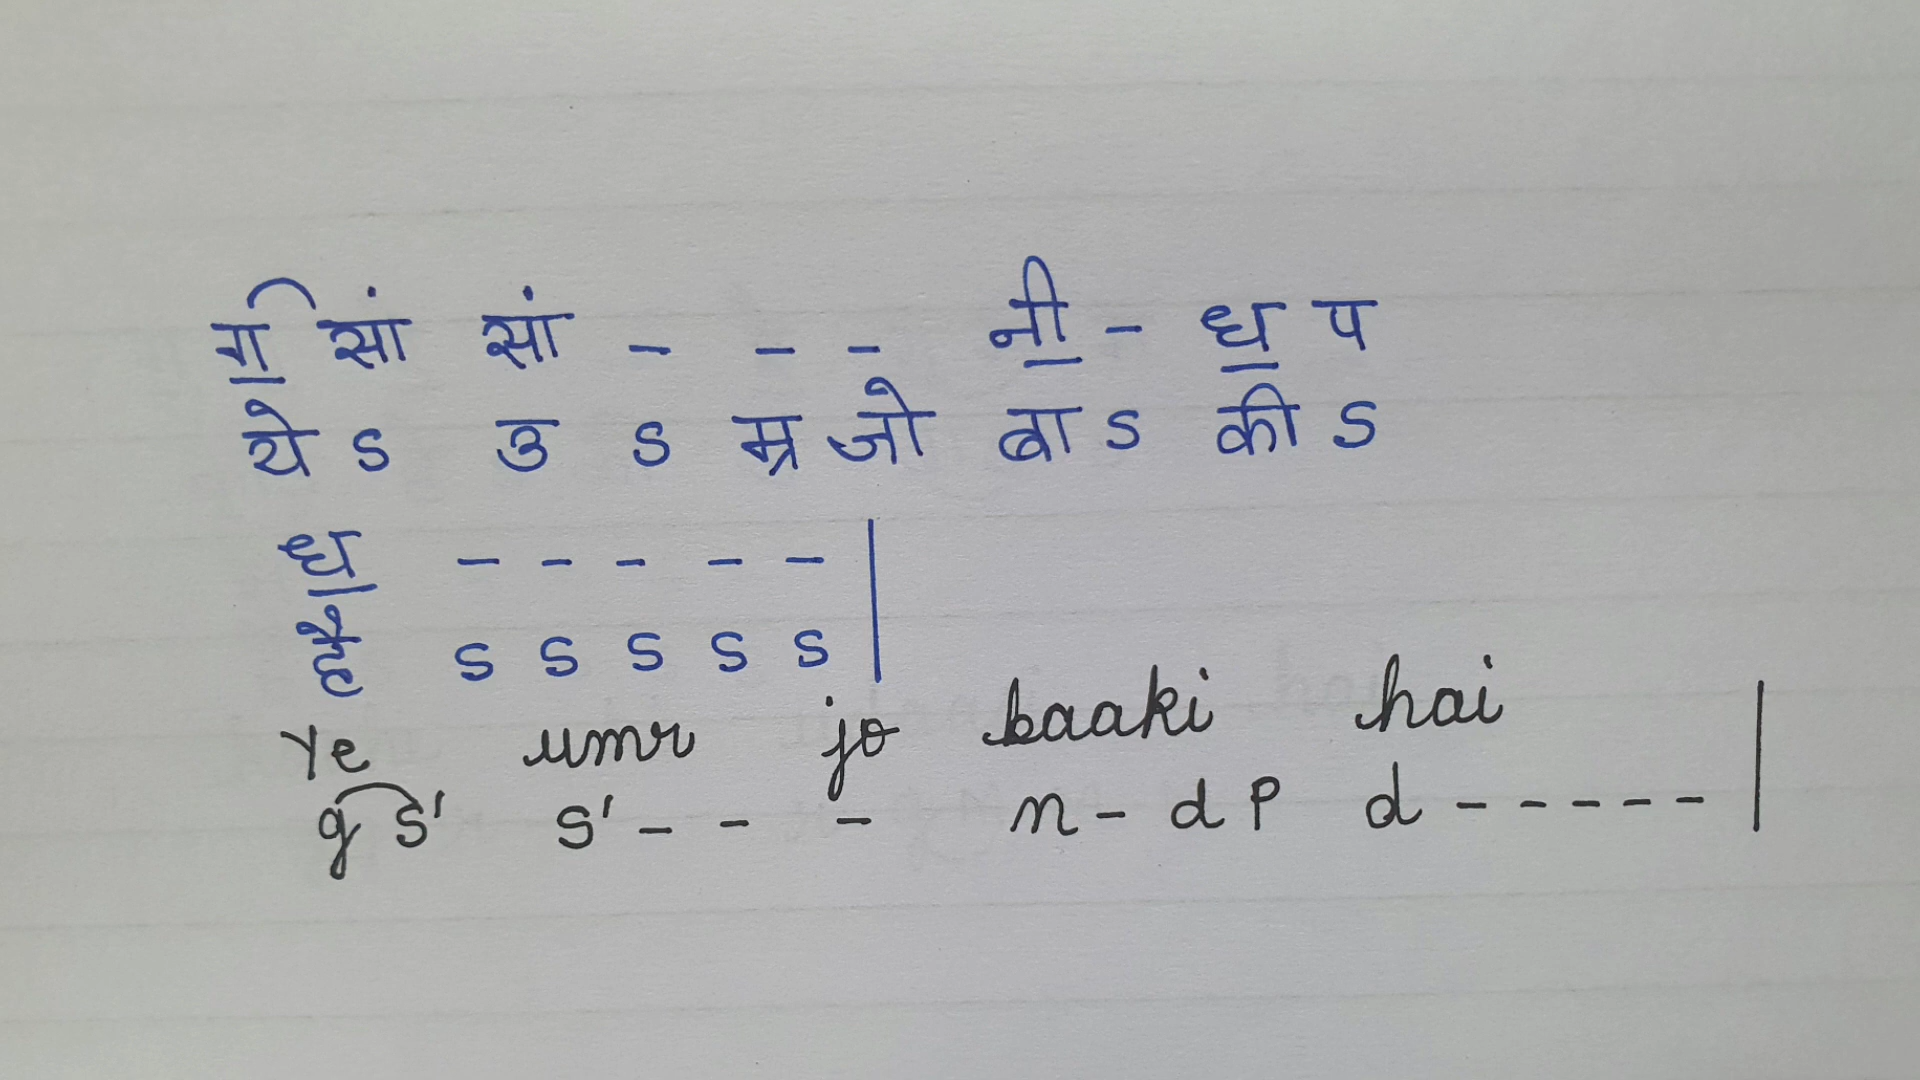 ग॒ सां सां - - - नी॒ - ध॒ प
ये ऽ उ ऽ म्र जो बा ऽ की ऽ
ध॒ - - - - - |
है ऽ ऽ ऽ ऽ ऽ |
Ye umr jo baaki hai |
g s' s' - - - n - d P d - - - - - |